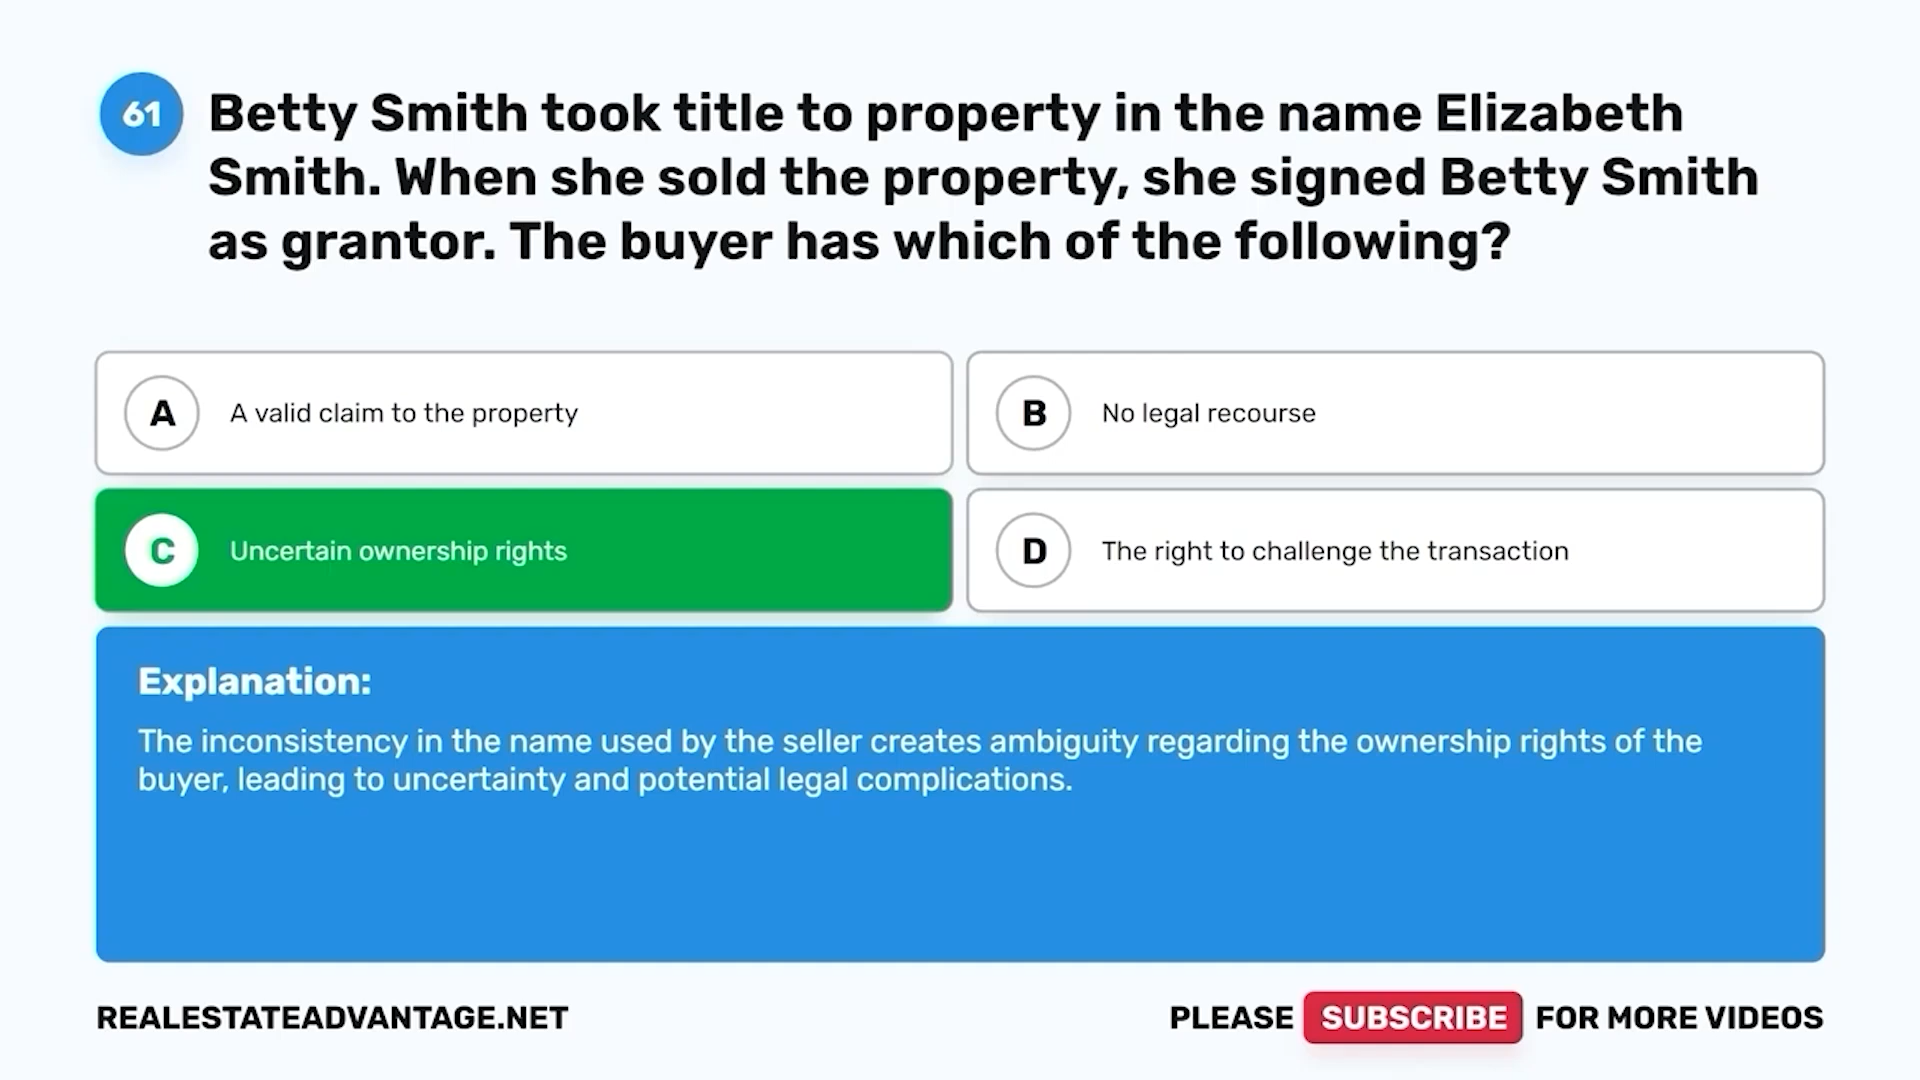 61
Betty Smith took title to property in the name Elizabeth
Smith. When she sold the property, she signed Betty Smith
as grantor. The buyer has which of the following?
A A valid claim to the property
B No legal recourse
C Uncertain ownership rights
D The right to challenge the transaction
Explanation:
The inconsistency in the name used by the seller creates ambiguity regarding the ownership rights of the
buyer, leading to uncertainty and potential legal complications.
REALESTATEADVANTAGE.NET
PLEASE SUBSCRIBE FOR MORE VIDEOS